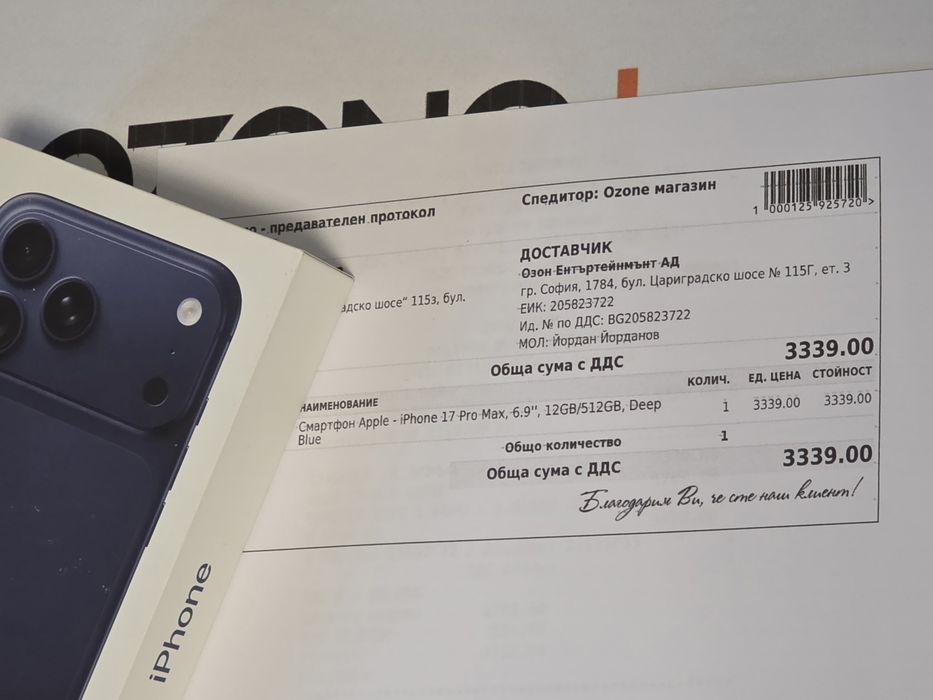 OZONE
- предавателен протокол
Спедитор: Ozone магазин
1 000125 925720 >
адско шосе" 115з, бул.
ДОСТАВЧИК
Озон Ентъртейнмънт АД
гр. София, 1784, бул. Цариградско шосе № 115Г, ет. 3
ЕИК: 205823722
Ид. № по ДДС: BG205823722
МОЛ: Йордан Йорданов
Обща сума с ДДС 3339.00
НАИМЕНОВАНИЕ КОЛИЧ. ЕД. ЦЕНА СТОЙНОСТ
Смартфон Apple - iPhone 17 Pro Max, 6.9'', 12GB/512GB, Deep 1 3339.00 3339.00
Blue
Общо количество 1
Обща сума с ДДС 3339.00
Благодарим Ви, че сте наш клиент!
iPhone